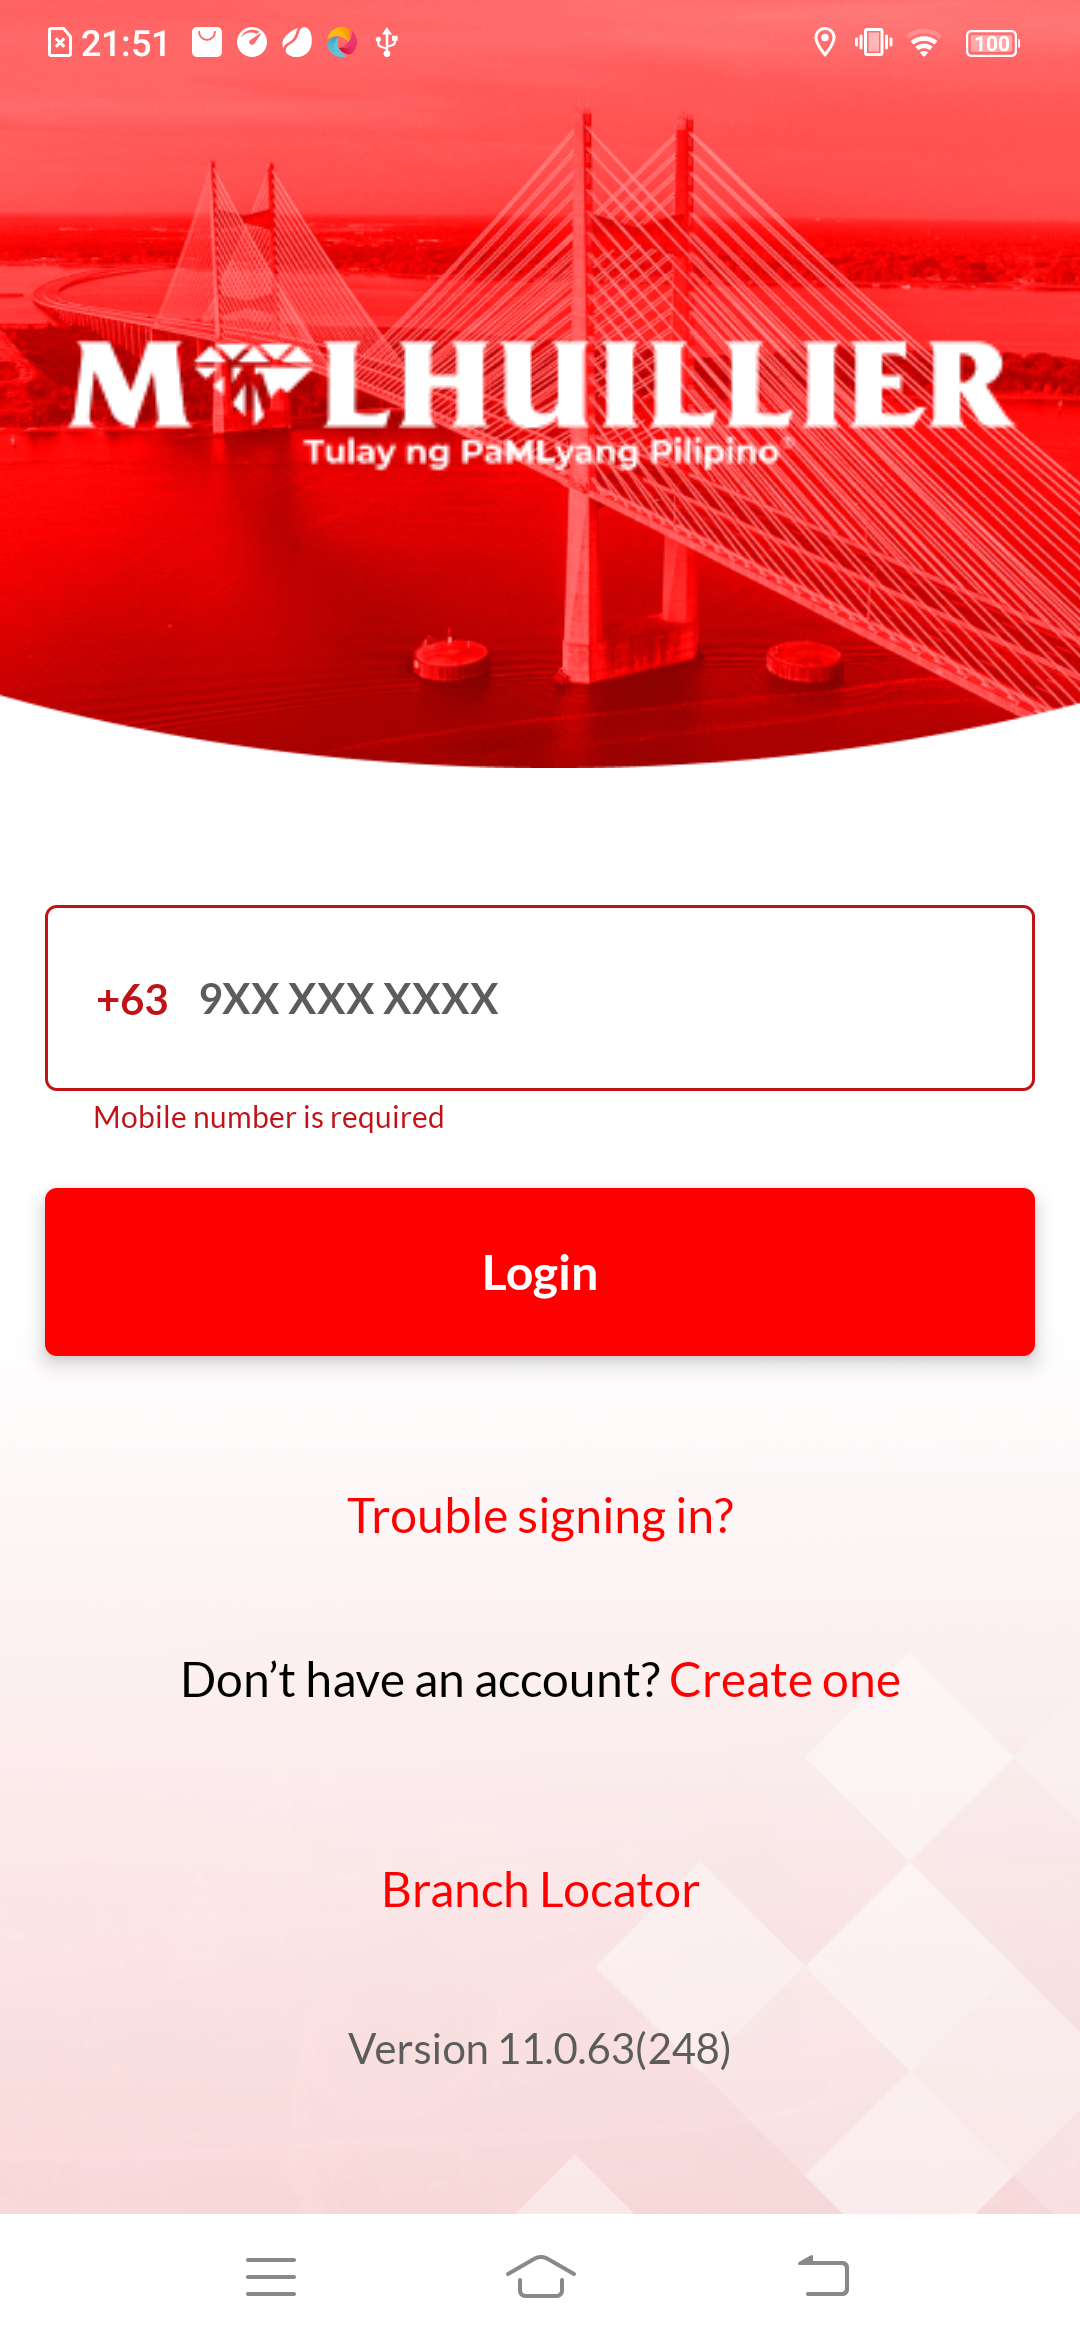 21:51
100
M LHUILLIER
Tulay ng PaMLyang Pilipino®
+63 9XX XXX XXXX
Mobile number is required
Login
Trouble signing in?
Don’t have an account? Create one
Branch Locator
Version 11.0.63(248)